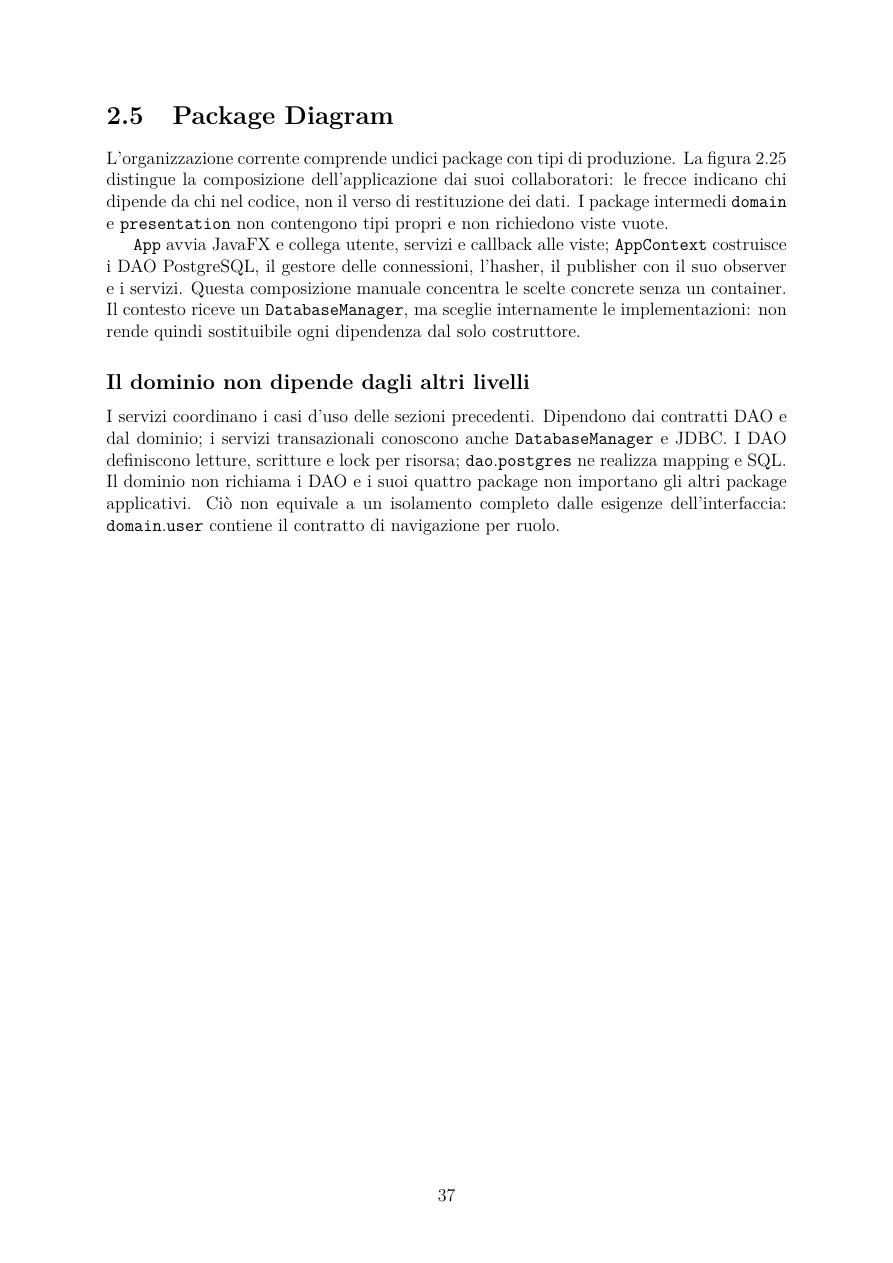 2.5 Package Diagram
L'organizzazione corrente comprende undici package con tipi di produzione. La figura 2.25
distingue la composizione dell'applicazione dai suoi collaboratori: le frecce indicano chi
dipende da chi nel codice, non il verso di restituzione dei dati. I package intermedi domain
e presentation non contengono tipi propri e non richiedono viste vuote.
App avvia JavaFX e collega utente, servizi e callback alle viste; AppContext costruisce
i DAO PostgreSQL, il gestore delle connessioni, l'hasher, il publisher con il suo observer
e i servizi. Questa composizione manuale concentra le scelte concrete senza un container.
Il contesto riceve un DatabaseManager, ma sceglie internamente le implementazioni: non
rende quindi sostituibile ogni dipendenza dal solo costruttore.
Il dominio non dipende dagli altri livelli
I servizi coordinano i casi d'uso delle sezioni precedenti. Dipendono dai contratti DAO e
dal dominio; i servizi transazionali conoscono anche DatabaseManager e JDBC. I DAO
definiscono letture, scritture e lock per risorsa; dao.postgres ne realizza mapping e SQL.
Il dominio non richiama i DAO e i suoi quattro package non importano gli altri package
applicativi. Ciò non equivale a un isolamento completo dalle esigenze dell'interfaccia:
domain.user contiene il contratto di navigazione per ruolo.
37